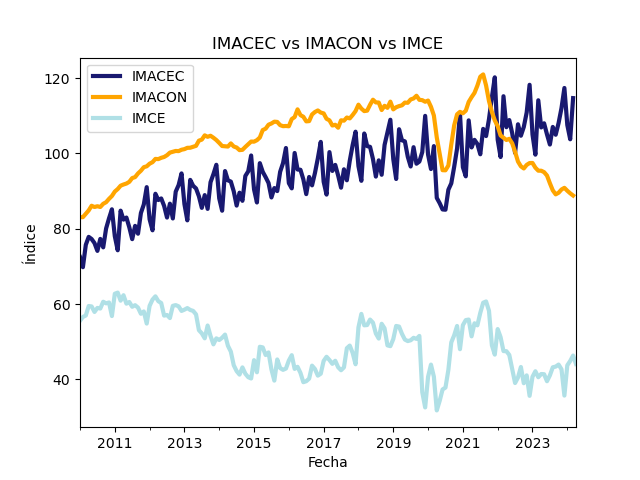 IMACEC vs IMACON vs IMCE
IMACEC
IMACON
IMCE
Índice
120
100
80
60
40
2011
2013
2015
2017
2019
2021
2023
Fecha